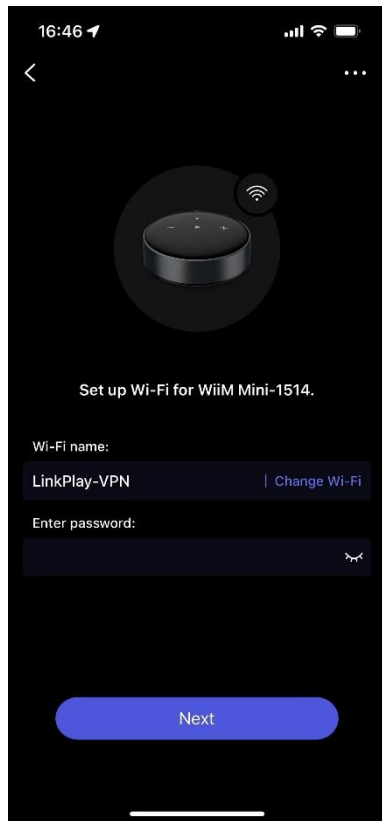 16:46
Set up Wi-Fi for WiiM Mini-1514.
Wi-Fi name:
LinkPlay-VPN | Change Wi-Fi
Enter password:
Next